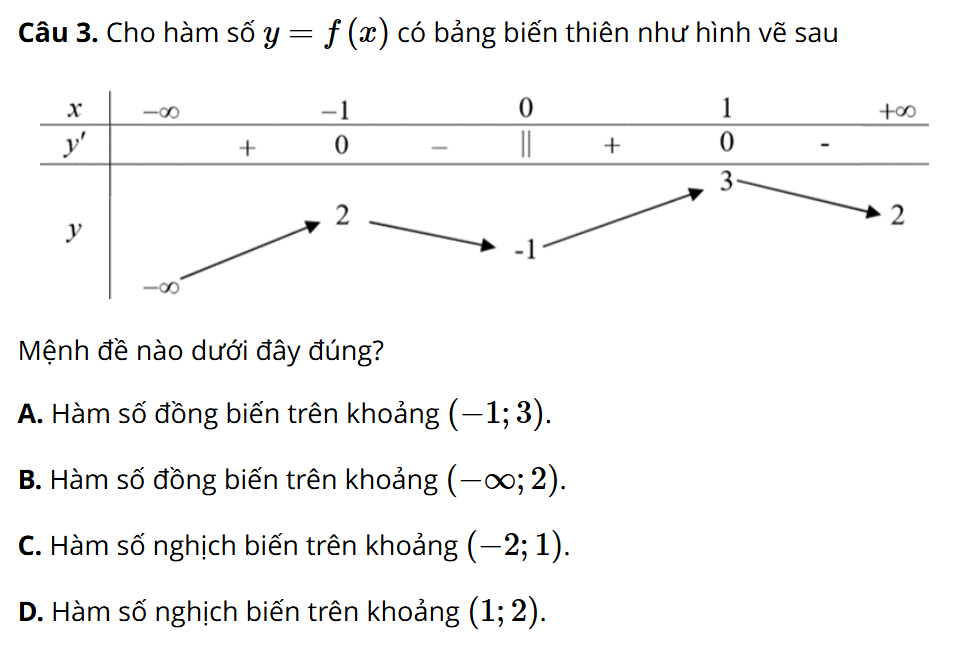 Câu 3. Cho hàm số y = f (x) có bảng biến thiên như hình vẽ sau
x −∞ −1 0 1 +∞
y′ + 0 − || + 0 -
y −∞ 2 -1 3 2
Mệnh đề nào dưới đây đúng?
A. Hàm số đồng biến trên khoảng (−1; 3).
B. Hàm số đồng biến trên khoảng (−∞; 2).
C. Hàm số nghịch biến trên khoảng (−2; 1).
D. Hàm số nghịch biến trên khoảng (1; 2).